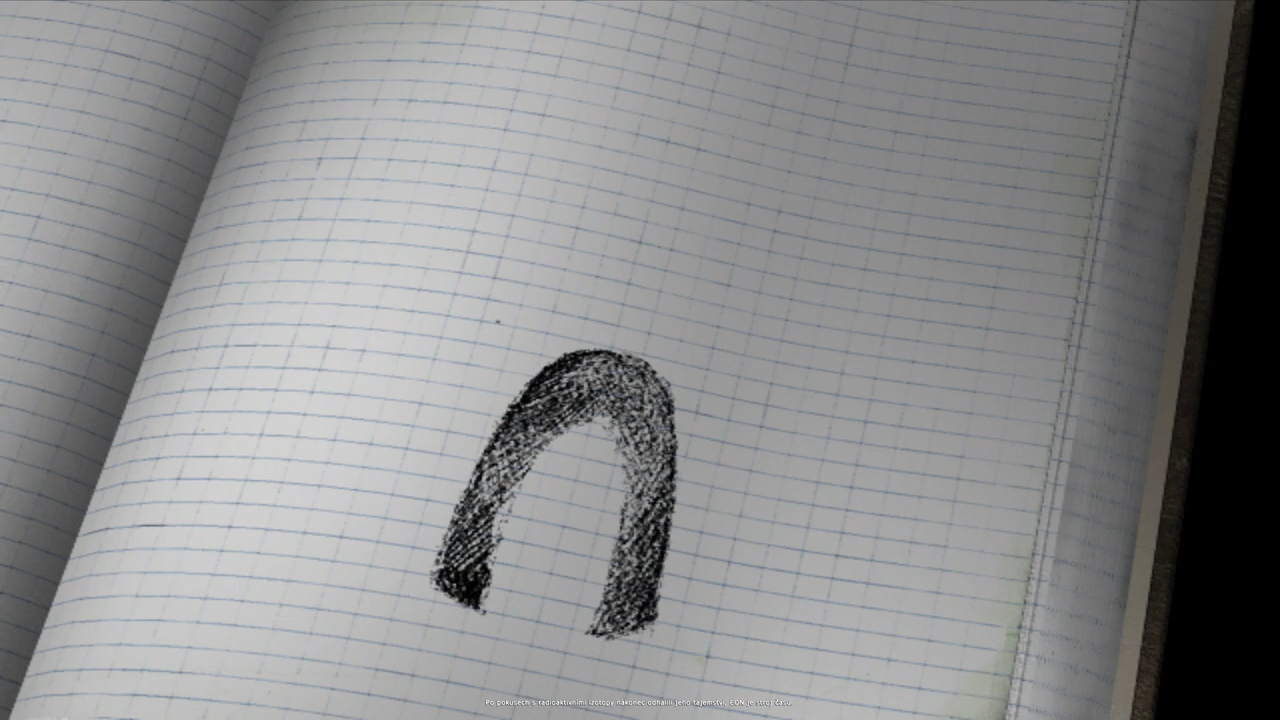 Po pokusech s radioaktivními izotopy nakonec odhalili jeho tajemství, EON je stroj času.